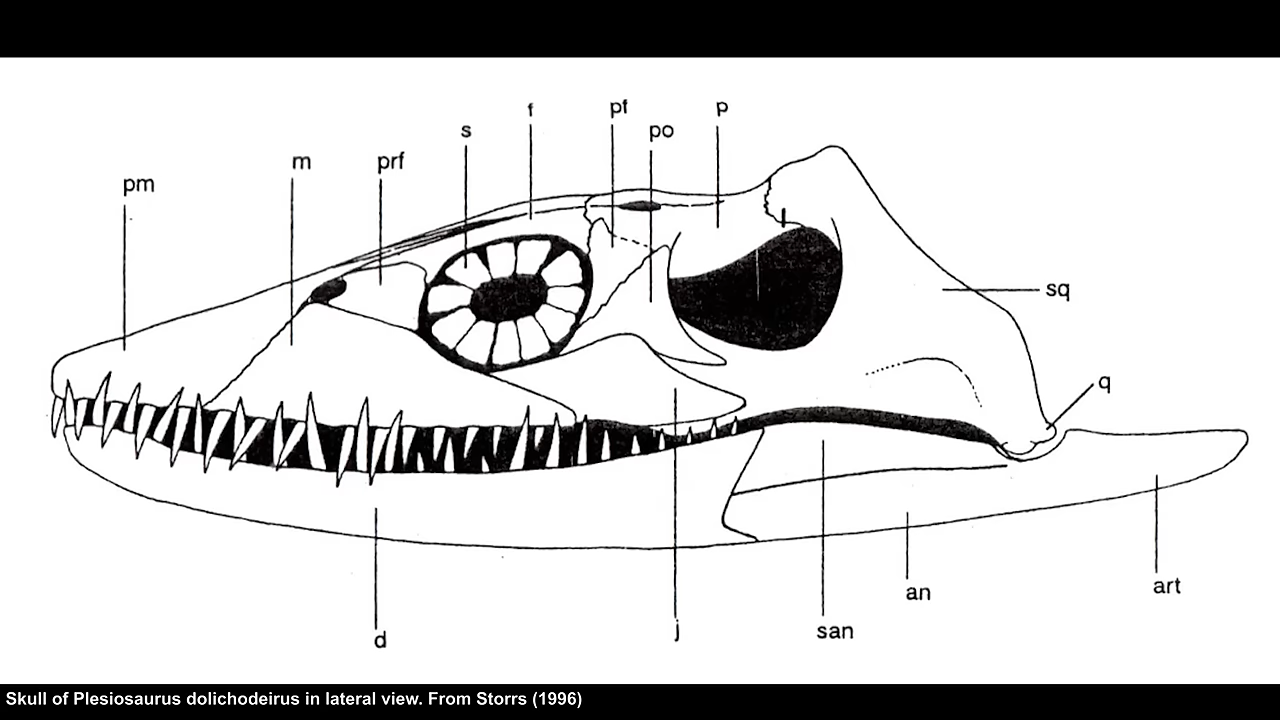 f
pf
p
s
po
m
prf
pm
sq
q
art
an
san
j
d
Skull of Plesiosaurus dolichodeirus in lateral view. From Storrs (1996)